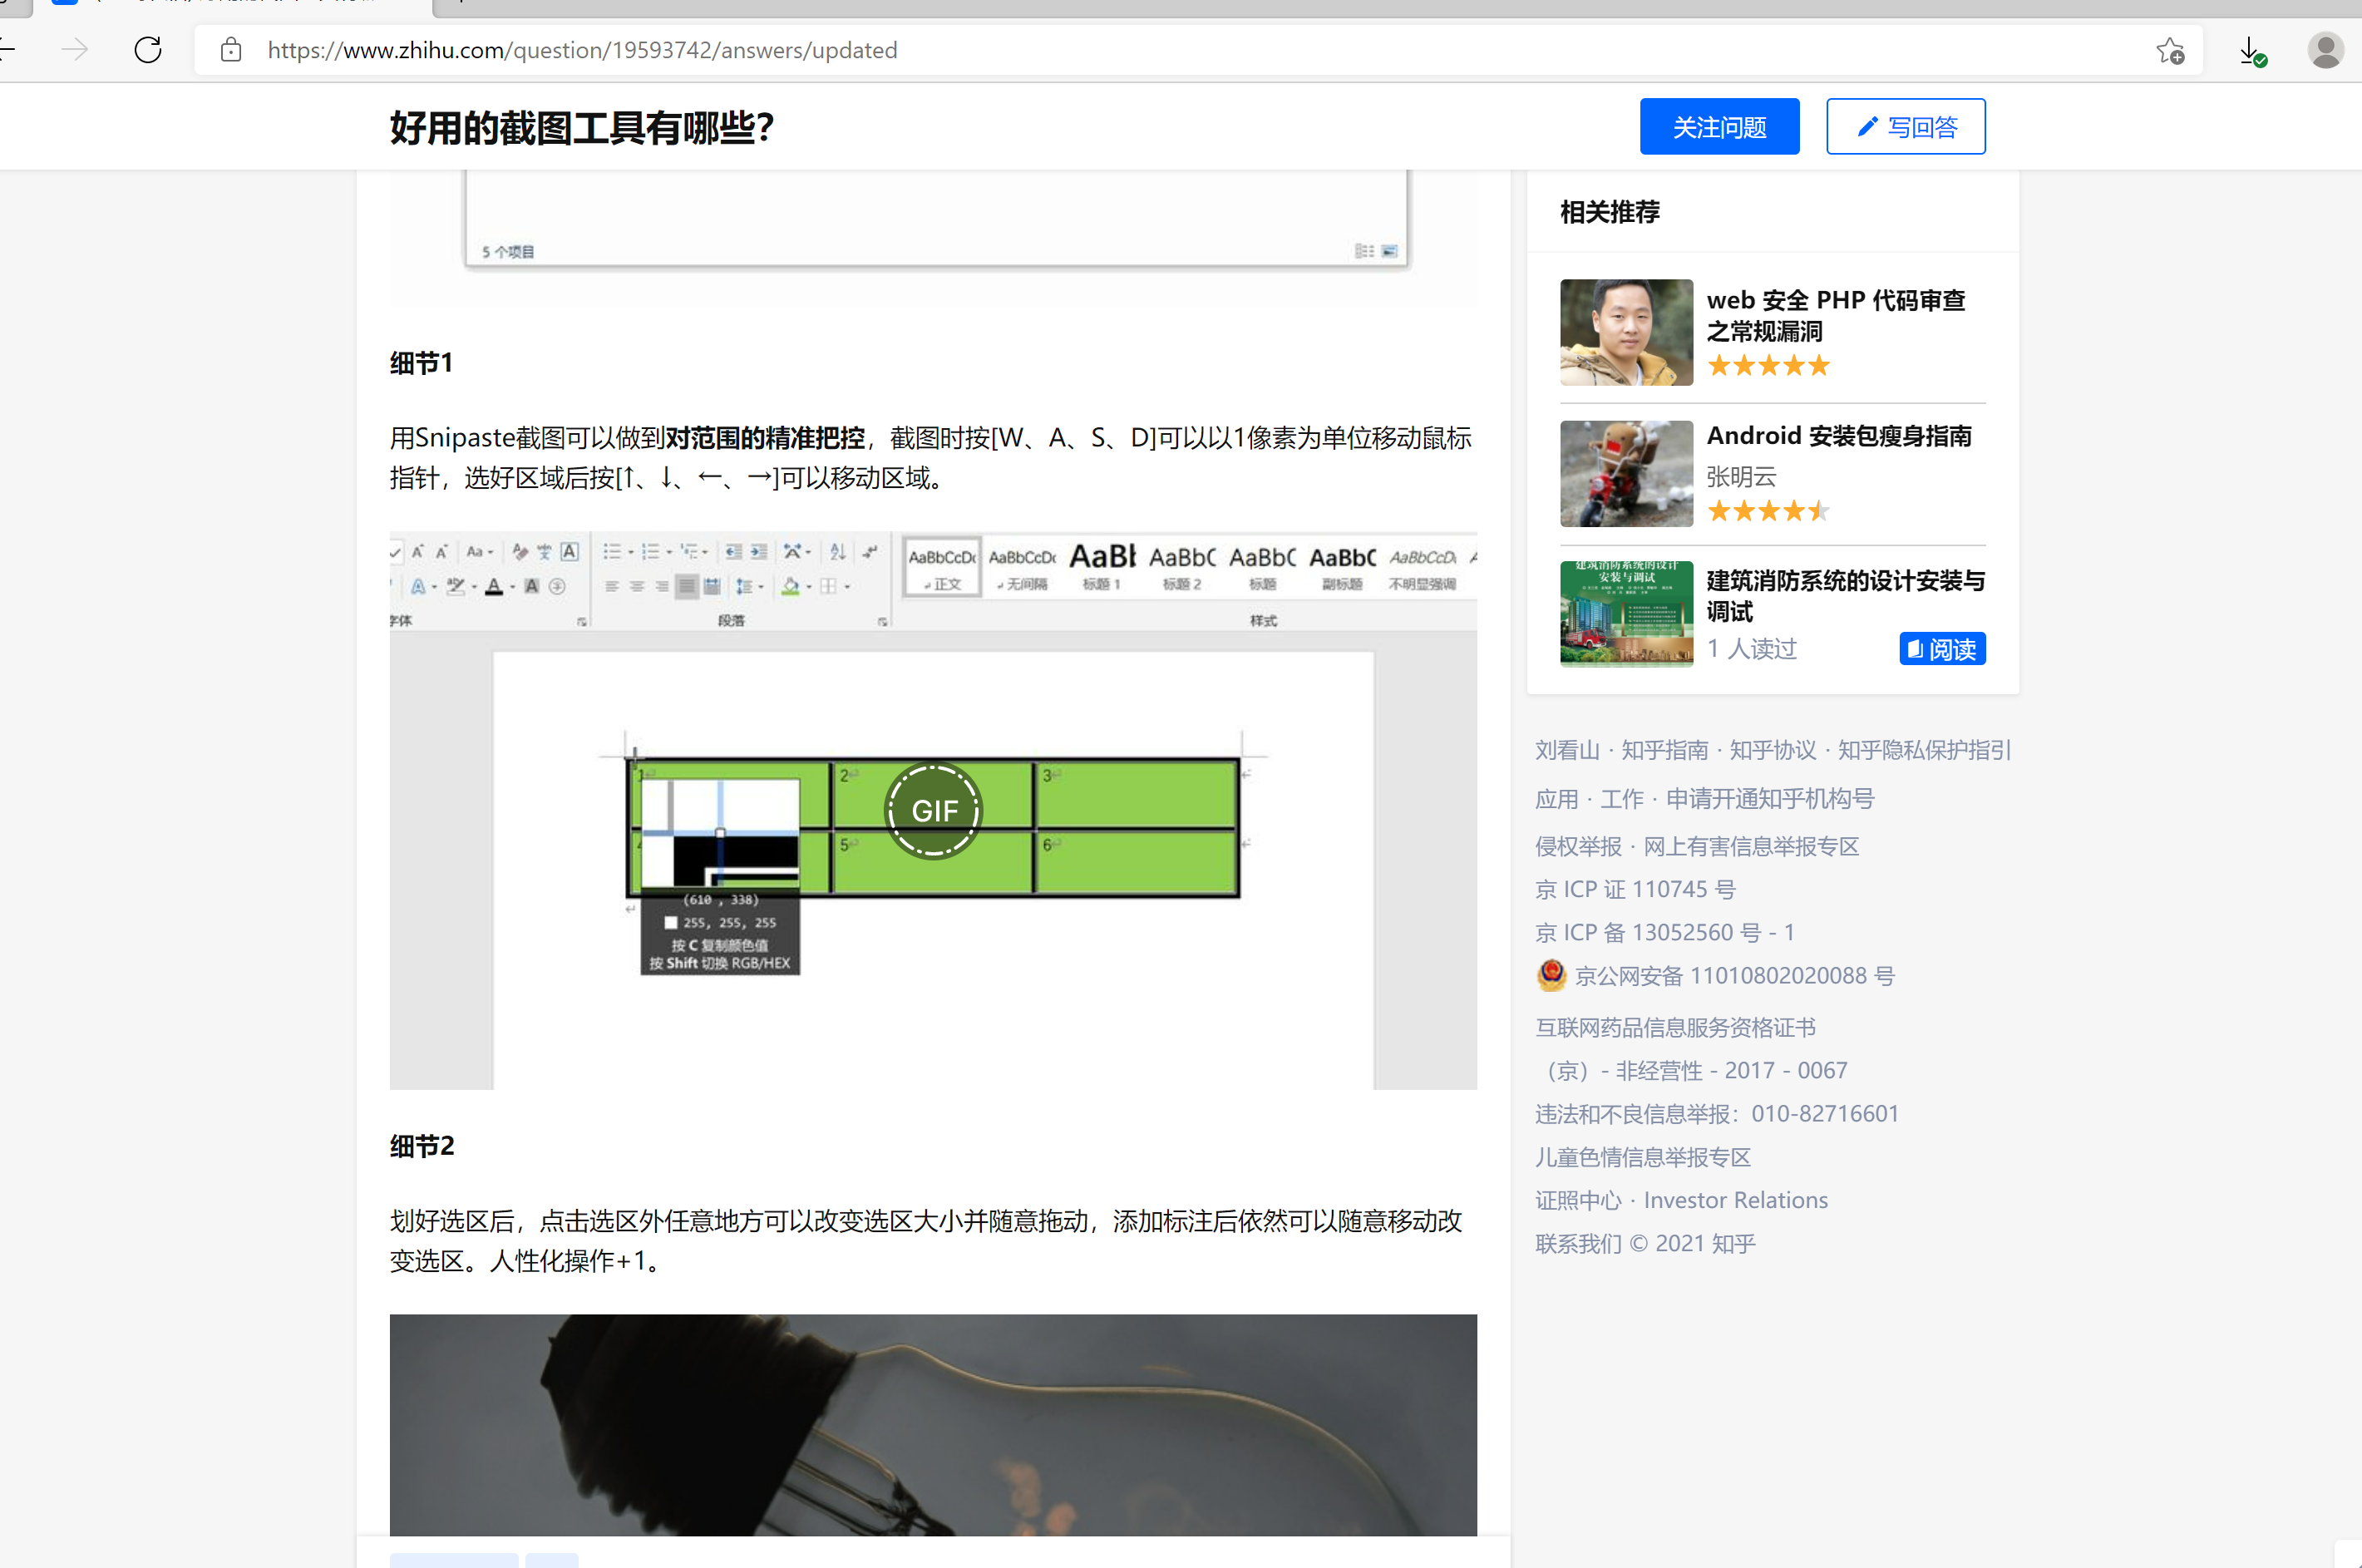 https://www.zhihu.com/question/19593742/answers/updated
好用的截图工具有哪些?
关注问题
写回答
5 个项目
细节1
用Snipaste截图可以做到对范围的精准把控，截图时按[W、A、S、D]可以以1像素为单位移动鼠标
指针，选好区域后按[↑、↓、←、→]可以移动区域。
Aa
AaBbCcDc
AaBbCcDc
AaBb
AaBbC
AaBbC
AaBbC
AaBbCcD
正文
无间隔
标题 1
标题 2
标题
副标题
不明显强调
字体
段落
样式
1
2
3
GIF
4
5
6
(610 , 338)
255, 255, 255
按 C 复制颜色值
按 Shift 切换 RGB/HEX
细节2
划好选区后，点击选区外任意地方可以改变选区大小并随意拖动，添加标注后依然可以随意移动改
变选区。人性化操作+1。
相关推荐
web 安全 PHP 代码审查
之常规漏洞
Android 安装包瘦身指南
张明云
建筑消防系统的设计
安装与调试
建筑消防系统的设计安装与
调试
1 人读过
阅读
刘看山 · 知乎指南 · 知乎协议 · 知乎隐私保护指引
应用 · 工作 · 申请开通知乎机构号
侵权举报 · 网上有害信息举报专区
京 ICP 证 110745 号
京 ICP 备 13052560 号 - 1
京公网安备 11010802020088 号
互联网药品信息服务资格证书
（京）- 非经营性 - 2017 - 0067
违法和不良信息举报：010-82716601
儿童色情信息举报专区
证照中心 · Investor Relations
联系我们 © 2021 知乎